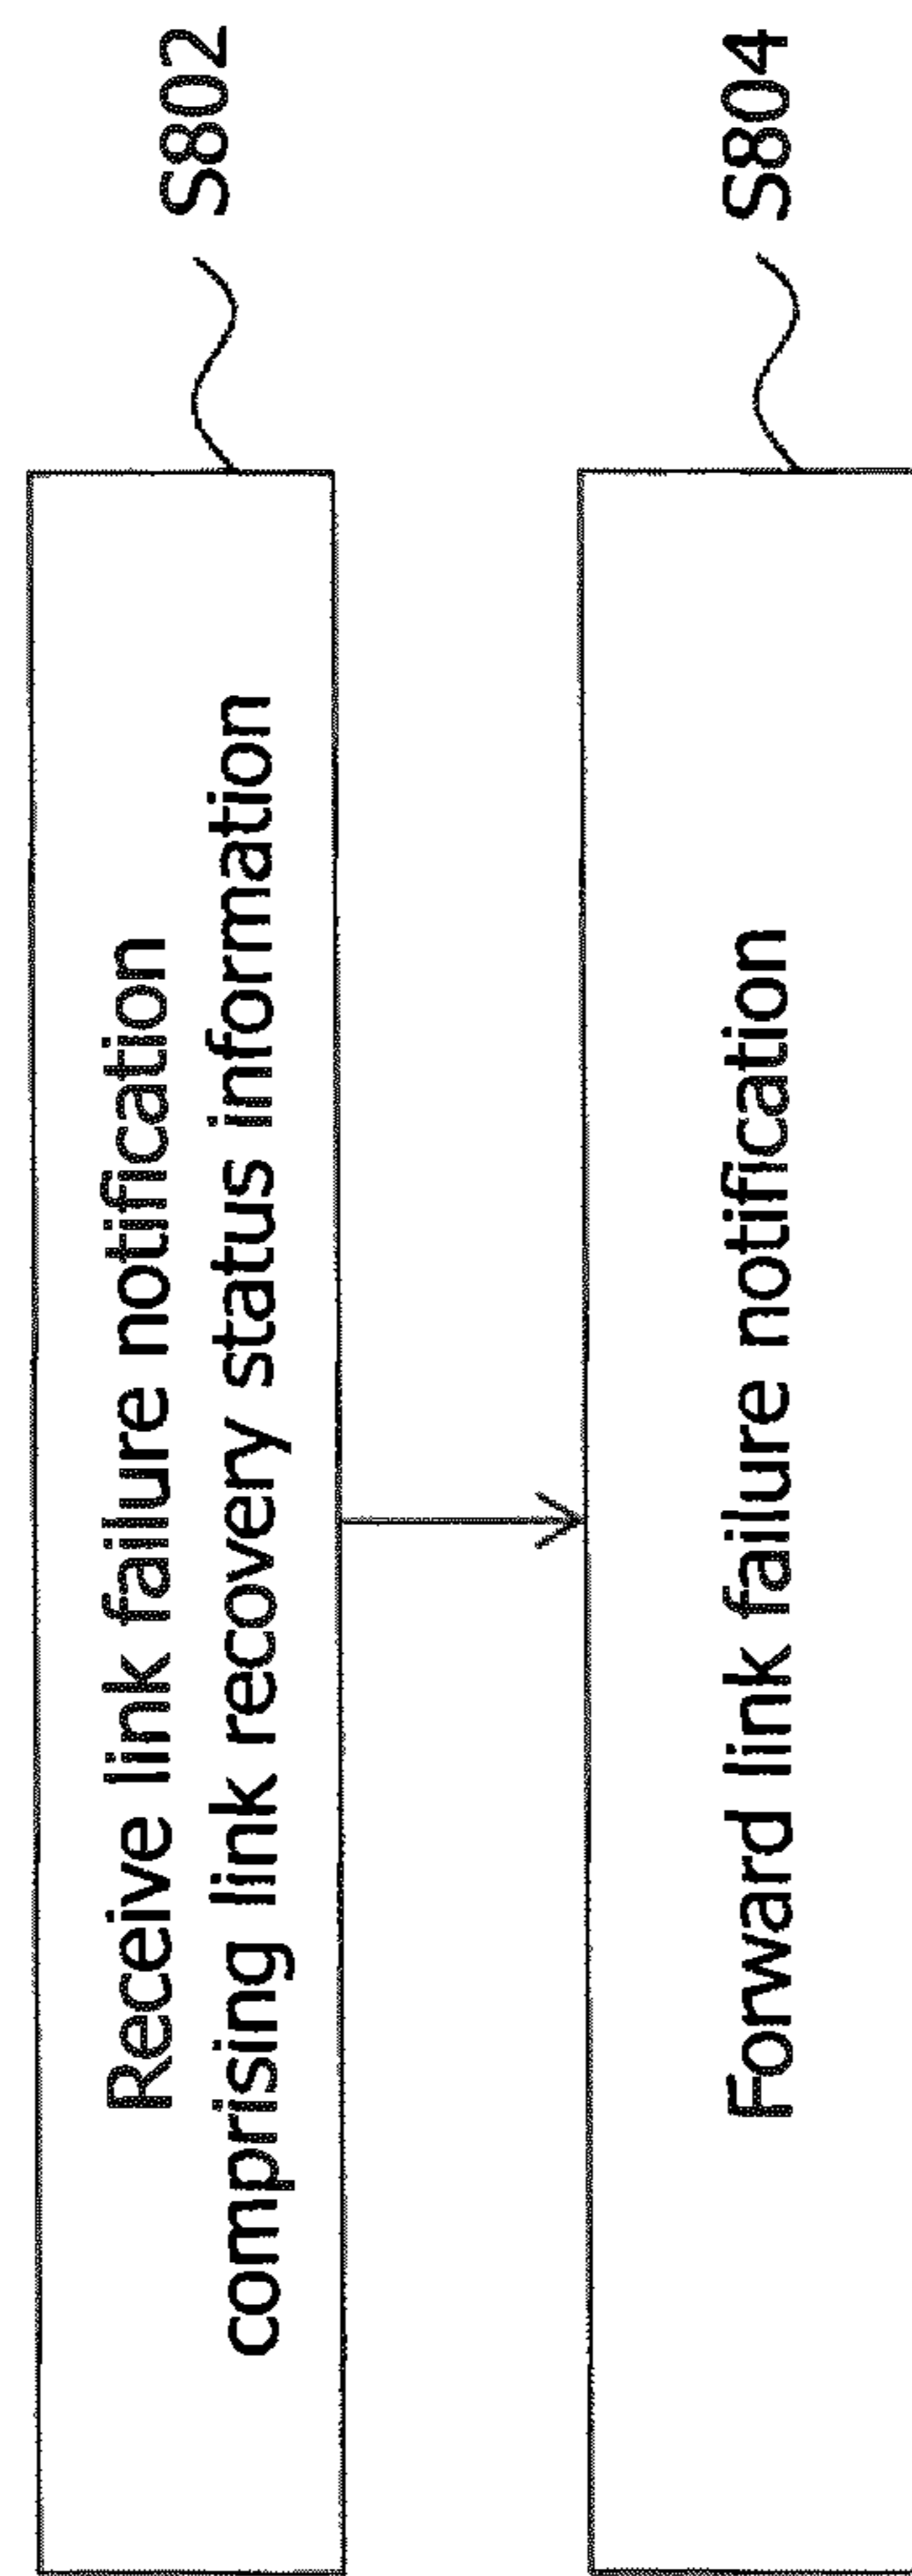 Receive link failure notification
comprising link recovery status information
S802
Forward link failure notification
S804